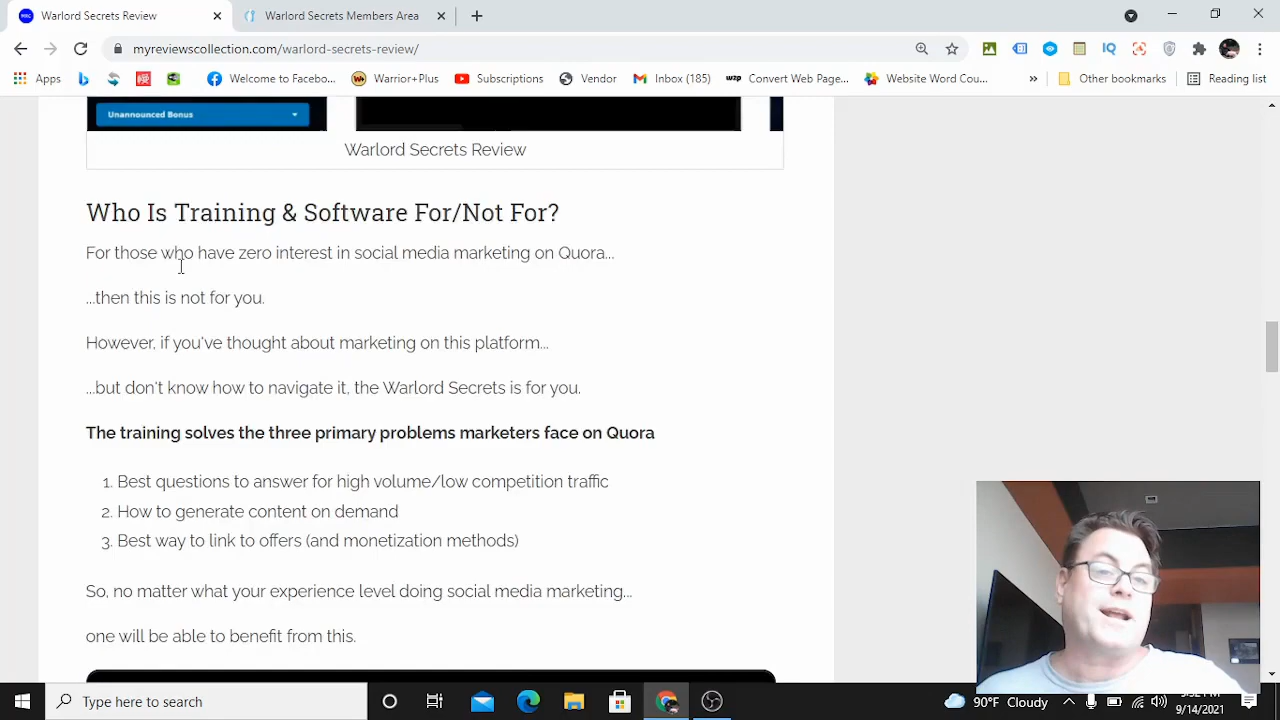 Warlord Secrets Review
Warlord Secrets Members Area
myreviewscollection.com/warlord-secrets-review/
Apps
Welcome to Faceb...
Warrior+Plus
Subscriptions
Vendor
Inbox (185)
Convert Web Page...
Website Word Cou...
Other bookmarks
Reading list
Unannounced Bonus
Warlord Secrets Review
Who Is Training & Software For/Not For?
For those who have zero interest in social media marketing on Quora...
...then this is not for you.
However, if you've thought about marketing on this platform...
...but don't know how to navigate it, the Warlord Secrets is for you.
The training solves the three primary problems marketers face on Quora
1. Best questions to answer for high volume/low competition traffic
2. How to generate content on demand
3. Best way to link to offers (and monetization methods)
So, no matter what your experience level doing social media marketing...
one will be able to benefit from this.
Type here to search
90°F Cloudy
9/14/2021